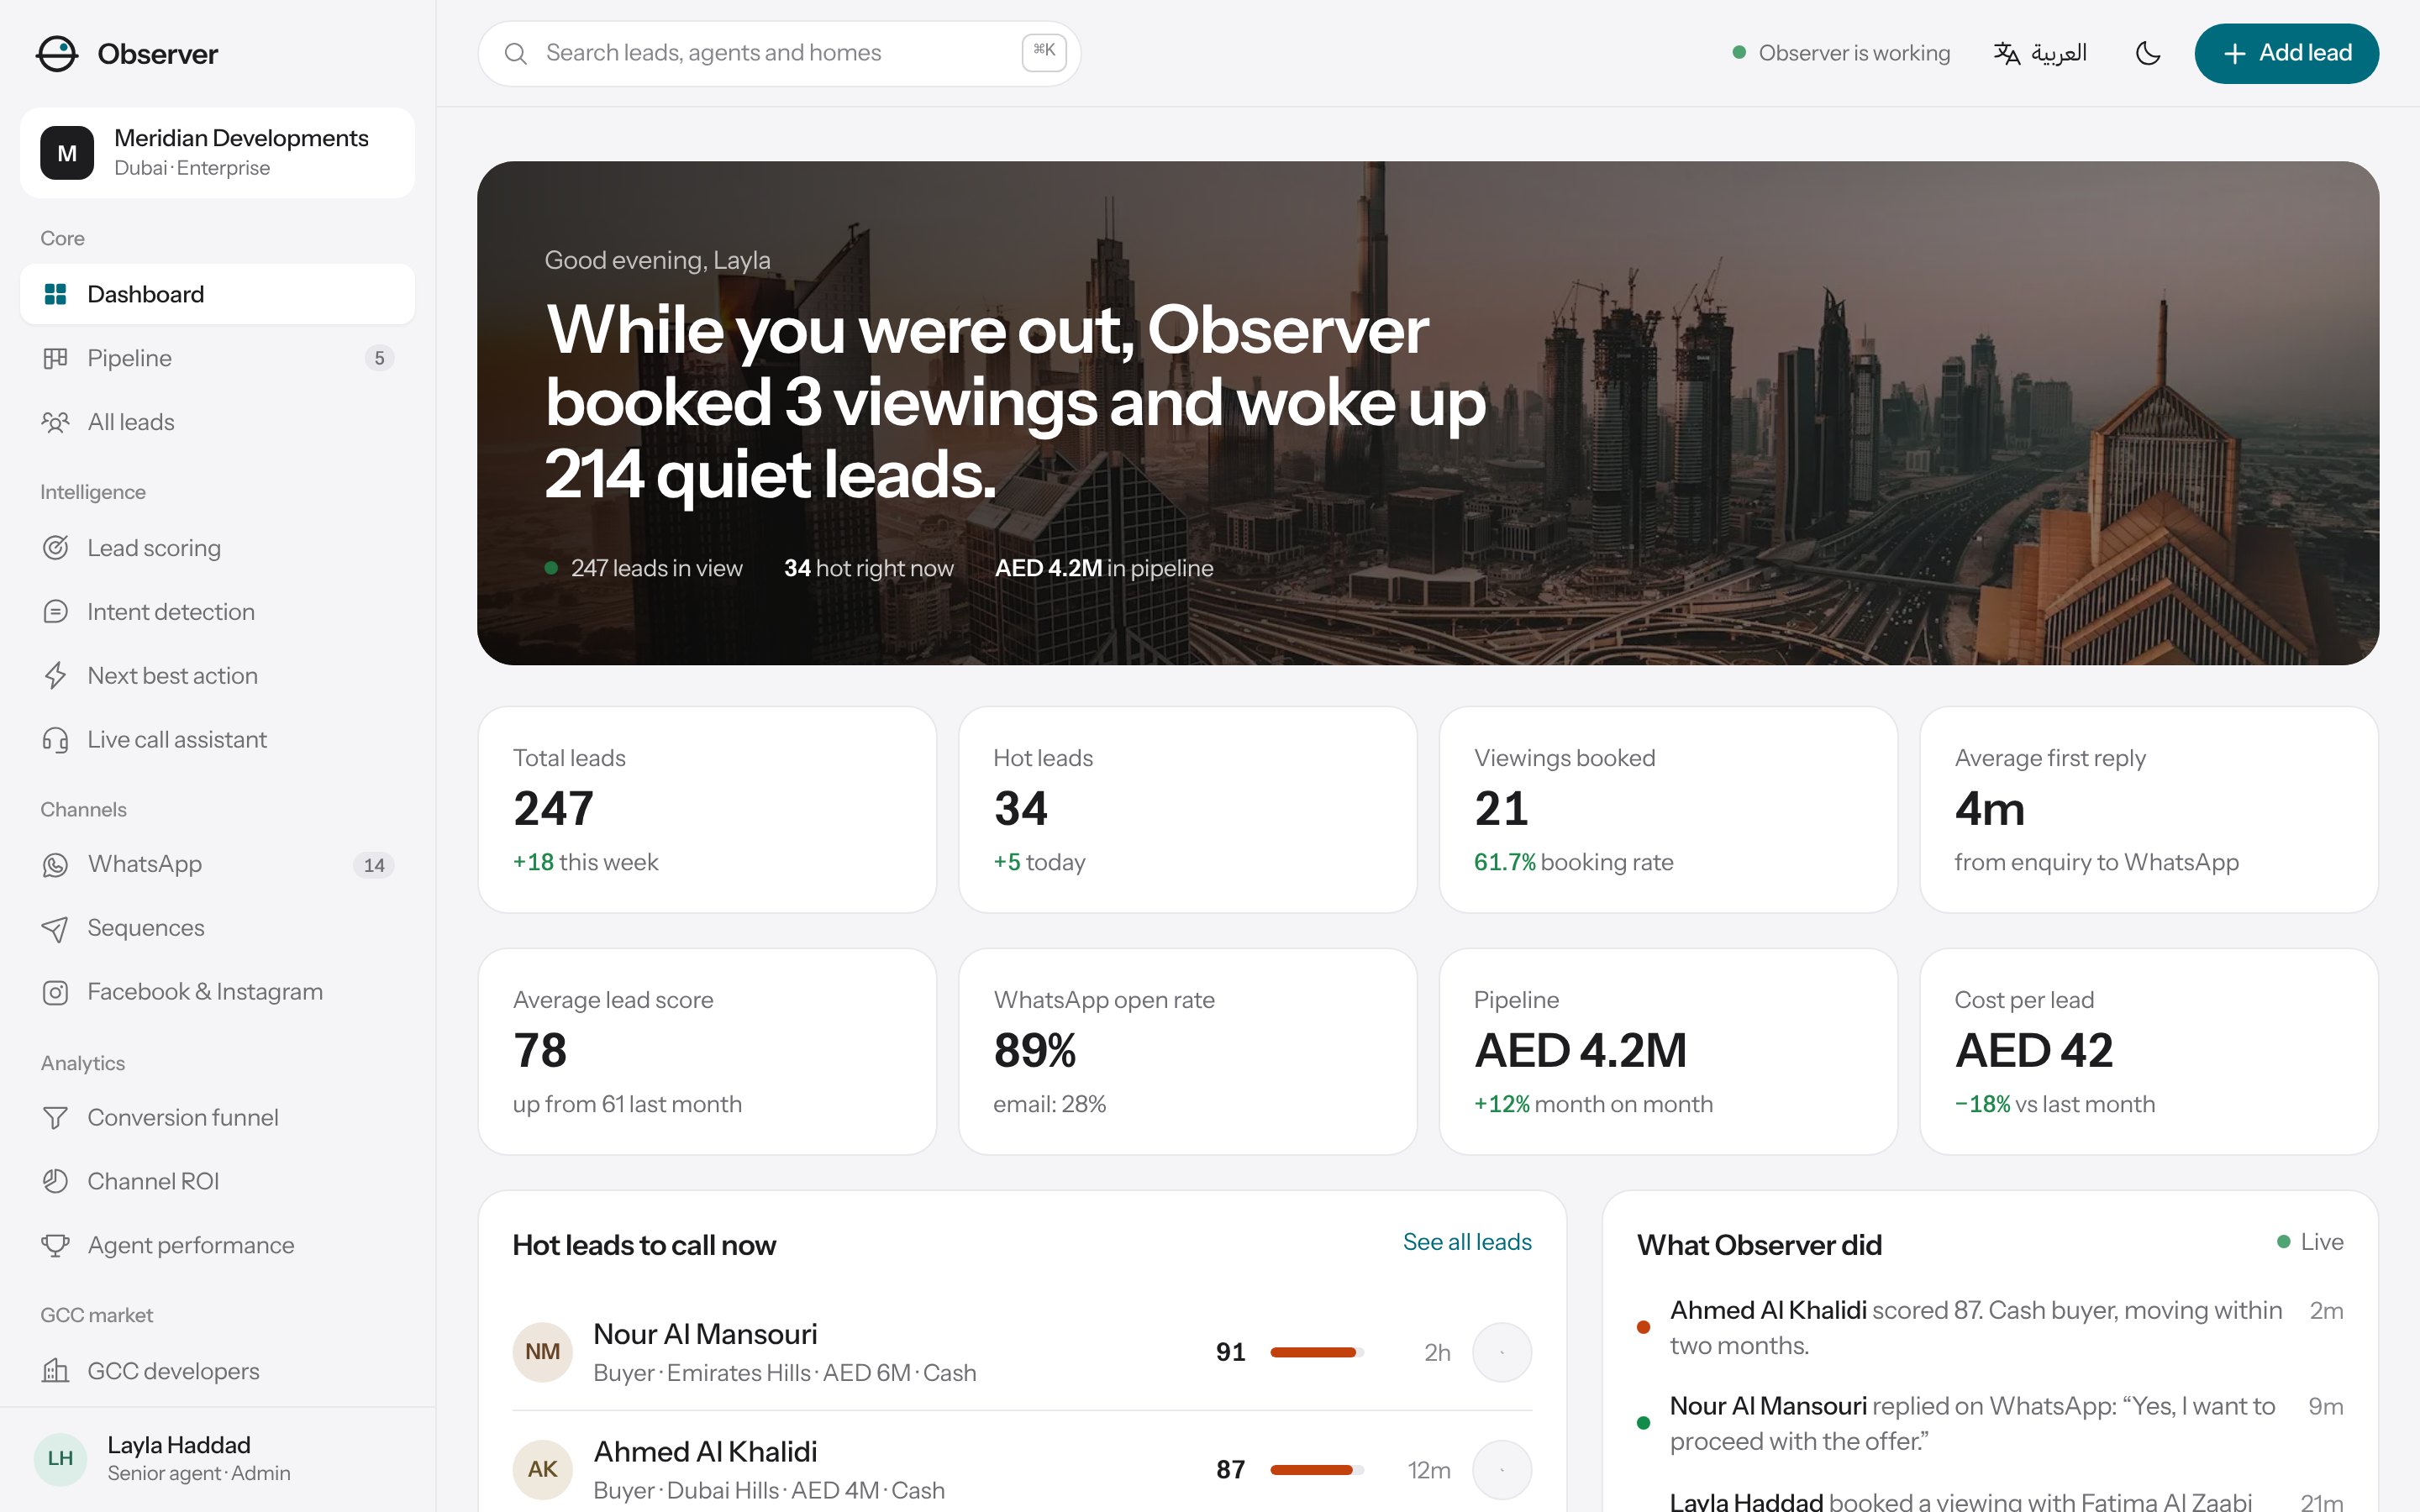 Observer
M
Meridian Developments
Dubai · Enterprise
Core
Dashboard
Pipeline
5
All leads
Intelligence
Lead scoring
Intent detection
Next best action
Live call assistant
Channels
WhatsApp
14
Sequences
Facebook & Instagram
Analytics
Conversion funnel
Channel ROI
Agent performance
GCC market
GCC developers
LH
Layla Haddad
Senior agent · Admin
Search leads, agents and homes
⌘K
Observer is working
العربية
Add lead
Good evening, Layla
While you were out, Observer
booked 3 viewings and woke up
214 quiet leads.
247 leads in view
34 hot right now
AED 4.2M in pipeline
Total leads
247
+18 this week
Hot leads
34
+5 today
Viewings booked
21
61.7% booking rate
Average first reply
4m
from enquiry to WhatsApp
Average lead score
78
up from 61 last month
WhatsApp open rate
89%
email: 28%
Pipeline
AED 4.2M
+12% month on month
Cost per lead
AED 42
−18% vs last month
Hot leads to call now
See all leads
NM
Nour Al Mansouri
Buyer · Emirates Hills · AED 6M · Cash
91
2h
AK
Ahmed Al Khalidi
Buyer · Dubai Hills · AED 4M · Cash
87
12m
What Observer did
Live
Ahmed Al Khalidi scored 87. Cash buyer, moving within
two months.
2m
Nour Al Mansouri replied on WhatsApp: “Yes, I want to
proceed with the offer.”
9m
Layla Haddad booked a viewing with Fatima Al Zaabi
21m